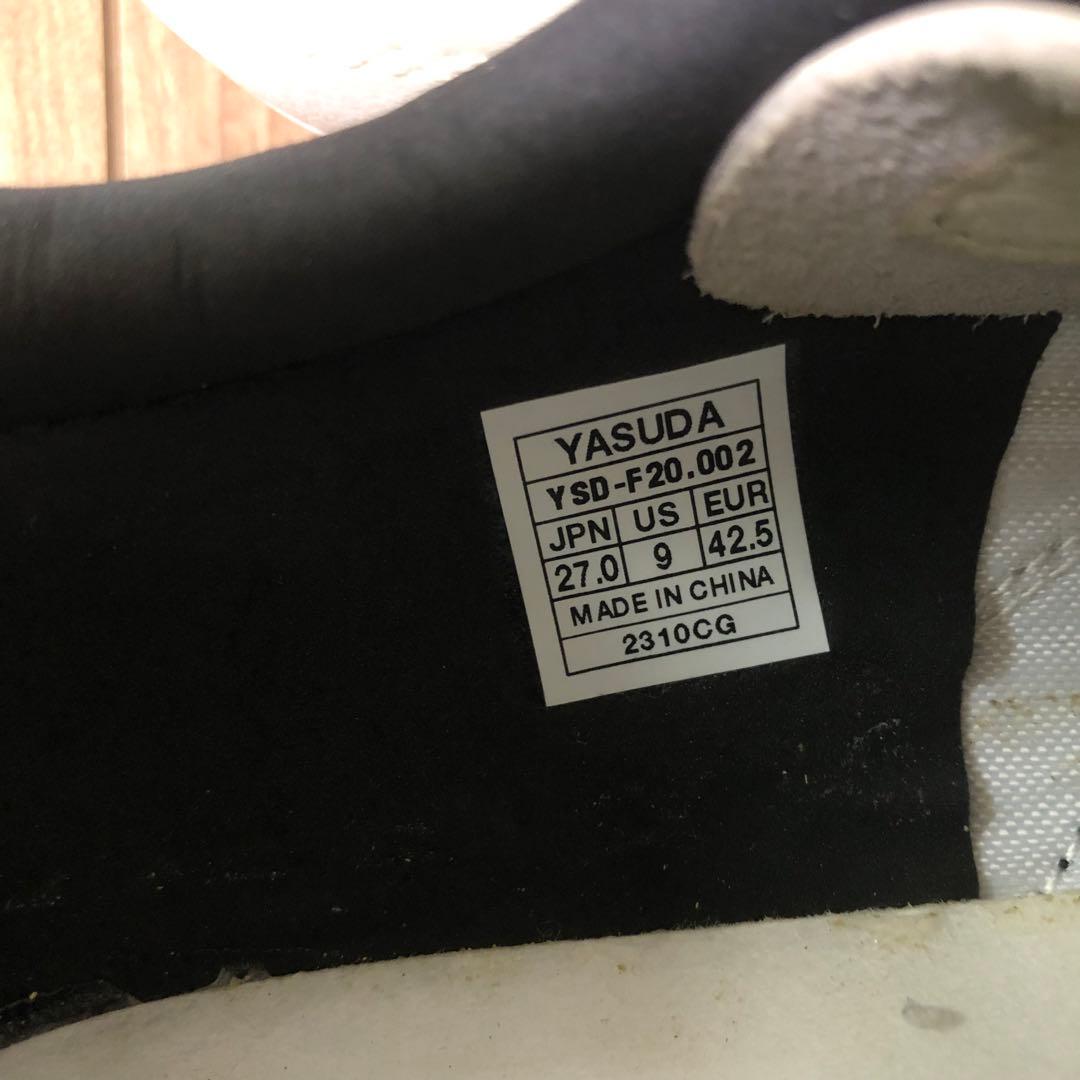 YASUDA
YSD-F20.002
JPN US EUR
27.0 9 42.5
MADE IN CHINA
2310CG